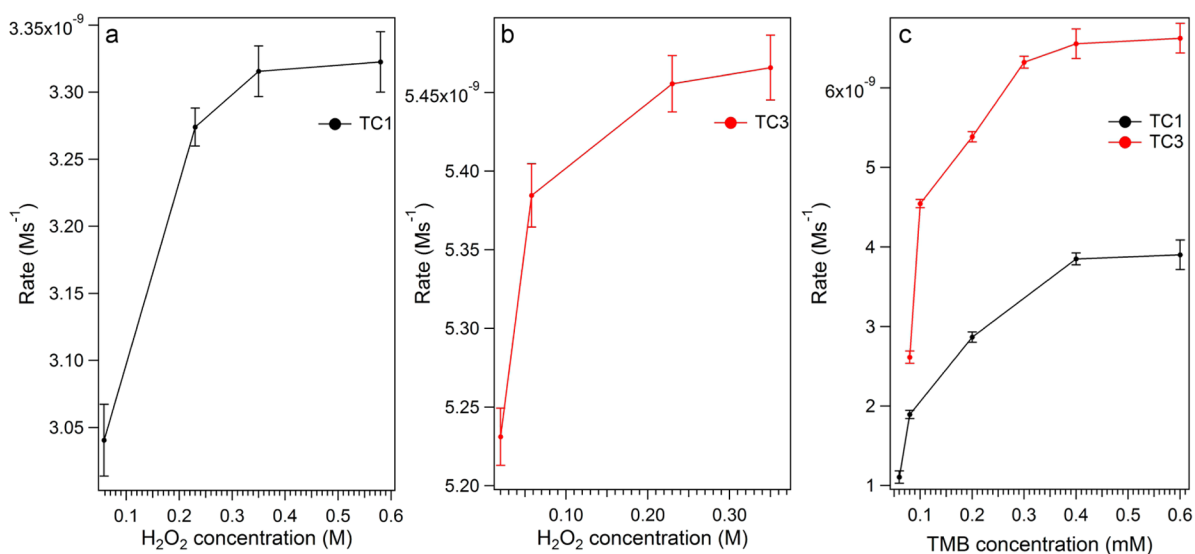 a
3.35x10⁻⁹
3.30
3.25
3.20
3.15
3.10
3.05
Rate (Ms⁻¹)
TC1
0.1 0.2 0.3 0.4 0.5 0.6
H₂O₂ concentration (M)
b
5.45x10⁻⁹
5.40
5.35
5.30
5.25
5.20
Rate (Ms⁻¹)
TC3
0.10 0.20 0.30
H₂O₂ concentration (M)
c
6x10⁻⁹
5
4
3
2
1
Rate (Ms⁻¹)
TC1
TC3
0.1 0.2 0.3 0.4 0.5 0.6
TMB concentration (mM)